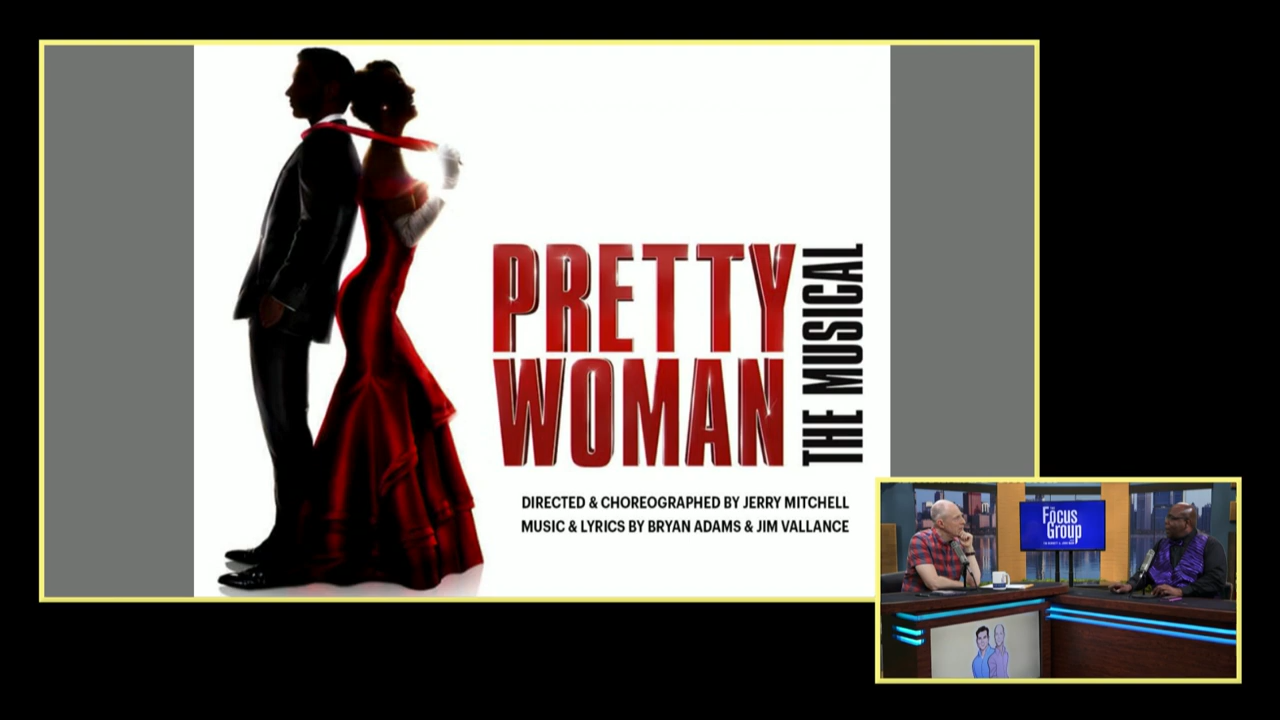 PRETTY
WOMAN
THE MUSICAL
DIRECTED & CHOREOGRAPHED BY JERRY MITCHELL
MUSIC & LYRICS BY BRYAN ADAMS & JIM VALLANCE
THE
Focus
Group